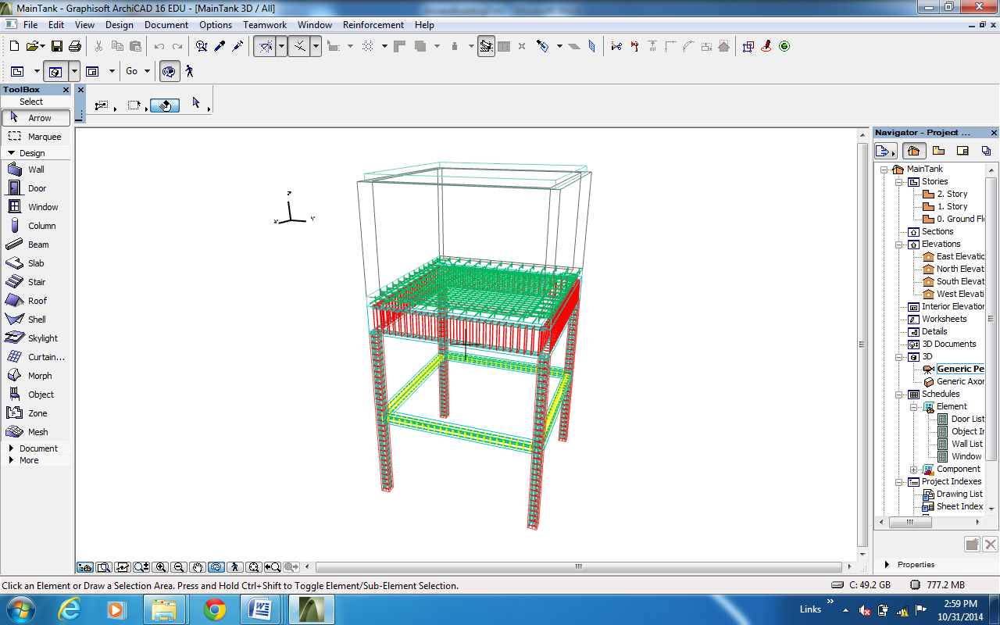 MainTank - Graphisoft ArchiCAD 16 EDU - [MainTank 3D / All]
File Edit View Design Document Options Teamwork Window Reinforcement Help
Go
ToolBox
Select
Arrow
Marquee
Design
Wall
Door
Window
Column
Beam
Slab
Stair
Roof
Shell
Skylight
Curtain...
Morph
Object
Zone
Mesh
Document
More
Navigator - Project ...
MainTank
Stories
2. Story
1. Story
0. Ground Fl
Sections
Elevations
East Elevatio
North Elevat
South Elevat
West Elevati
Interior Elevation
Worksheets
Details
3D Documents
3D
Generic Pe
Generic Axor
Schedules
Element
Door List
Object In
Wall List
Window
Component
Project Indexes
Drawing List
Sheet Index
Properties
Click an Element or Draw a Selection Area. Press and Hold Ctrl+Shift to Toggle Element/Sub-Element Selection.
C: 49.2 GB
777.2 MB
Links
2:59 PM
10/31/2014